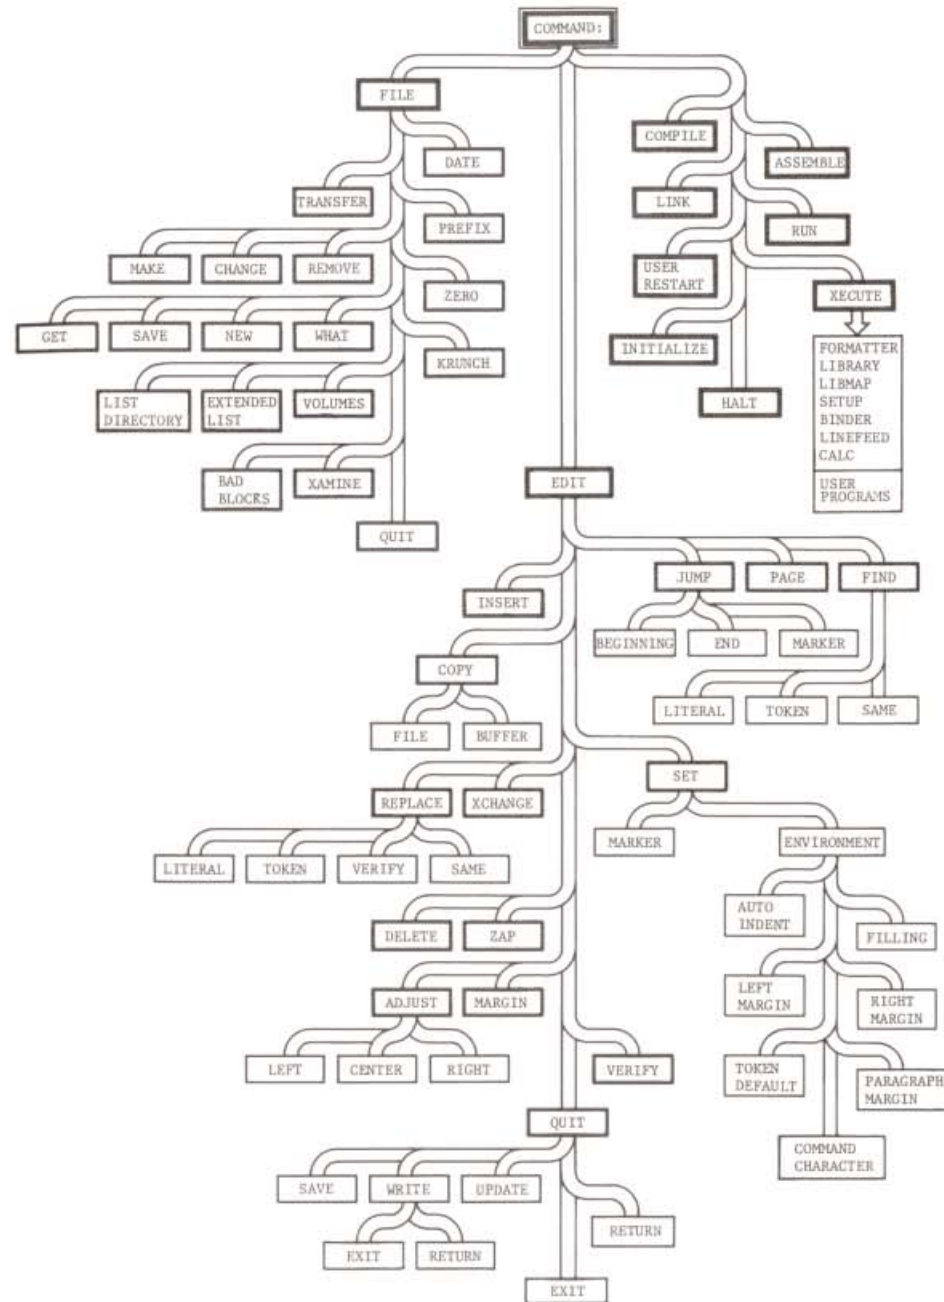 COMMAND:
FILE
DATE
TRANSFER
PREFIX
MAKE
CHANGE
REMOVE
ZERO
GET
SAVE
NEW
WHAT
KRUNCH
LIST
DIRECTORY
EXTENDED
LIST
VOLUMES
BAD
BLOCKS
XAMINE
QUIT
COMPILE
ASSEMBLE
LINK
RUN
USER
RESTART
XECUTE
INITIALIZE
HALT
FORMATTER
LIBRARY
LIBMAP
SETUP
BINDER
LINEFEED
CALC
USER
PROGRAMS
EDIT
INSERT
JUMP
PAGE
FIND
BEGINNING
END
MARKER
LITERAL
TOKEN
SAME
COPY
FILE
BUFFER
REPLACE
XCHANGE
LITERAL
TOKEN
VERIFY
SAME
SET
MARKER
ENVIRONMENT
AUTO
INDENT
FILLING
LEFT
MARGIN
RIGHT
MARGIN
TOKEN
DEFAULT
PARAGRAPH
MARGIN
COMMAND
CHARACTER
DELETE
ZAP
ADJUST
MARGIN
LEFT
CENTER
RIGHT
VERIFY
QUIT
SAVE
WRITE
UPDATE
RETURN
EXIT
RETURN
EXIT